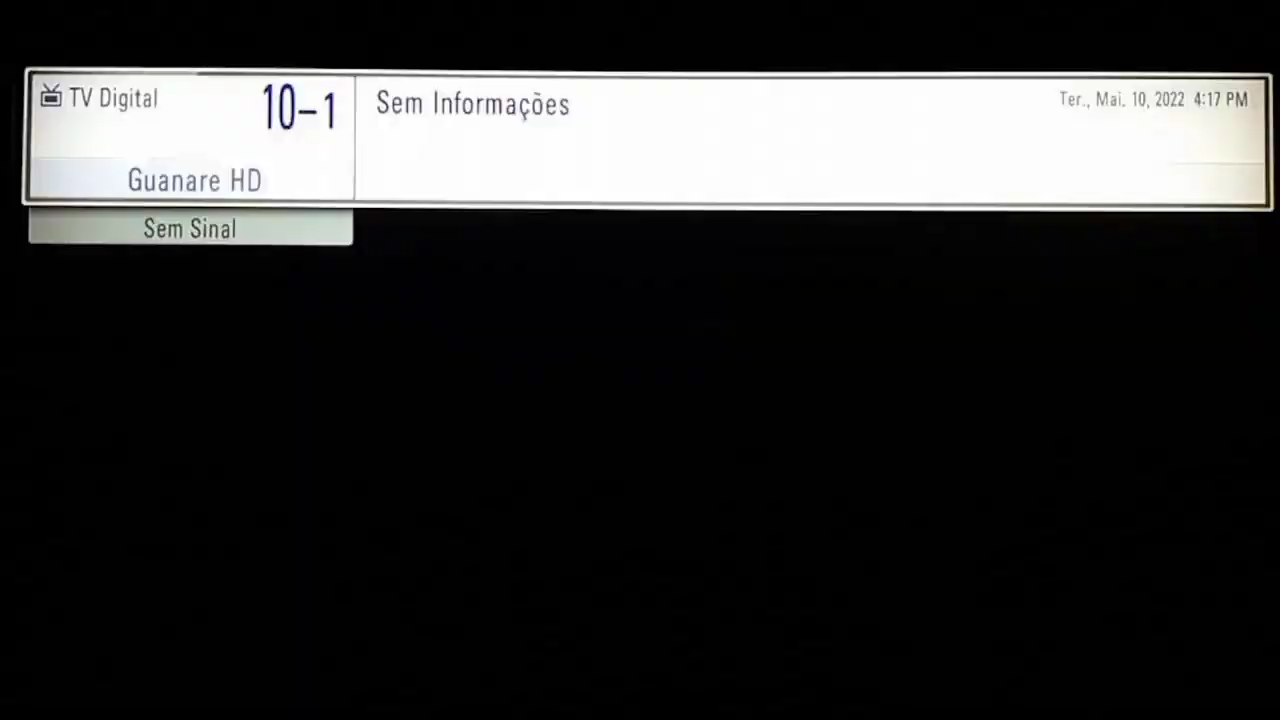 TV Digital
10-1
Sem Informações
Ter., Mai. 10, 2022 4:17 PM
Guanare HD
Sem Sinal